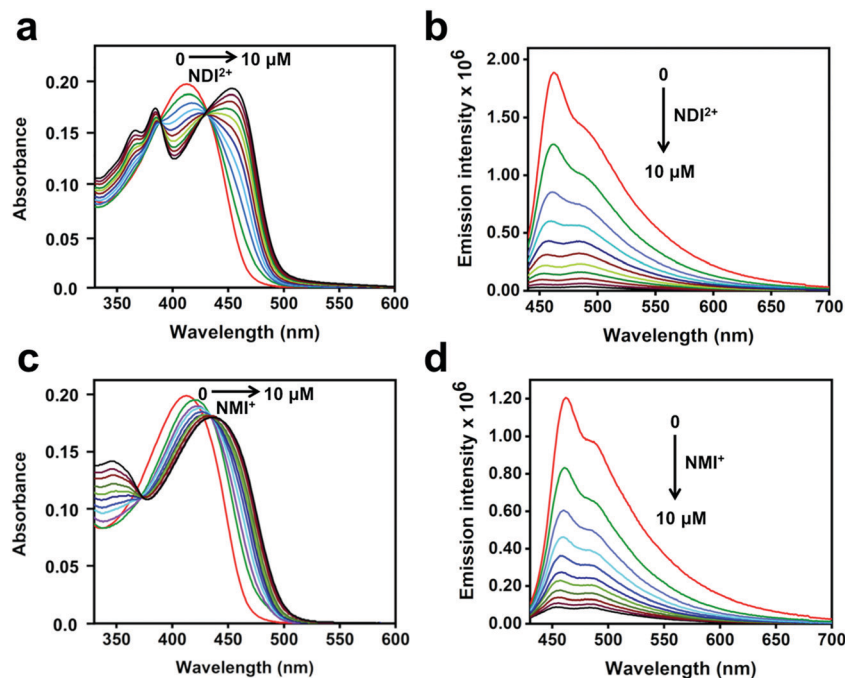 a
0 → 10 µM
NDI²⁺
0.20
0.15
0.10
0.05
0.0
Absorbance
350 400 450 500 550 600
Wavelength (nm)
b
2.00
1.50
1.00
0.50
0.00
Emission intensity x 10⁶
0
NDI²⁺
10 µM
450 500 550 600 650 700
Wavelength (nm)
c
0 → 10 µM
NMI⁺
0.20
0.15
0.10
0.05
0.0
Absorbance
350 400 450 500 550 600
Wavelength (nm)
d
1.20
1.00
0.80
0.60
0.40
0.20
0.00
Emission intensity x 10⁶
0
NMI⁺
10 µM
450 500 550 600 650 700
Wavelength (nm)